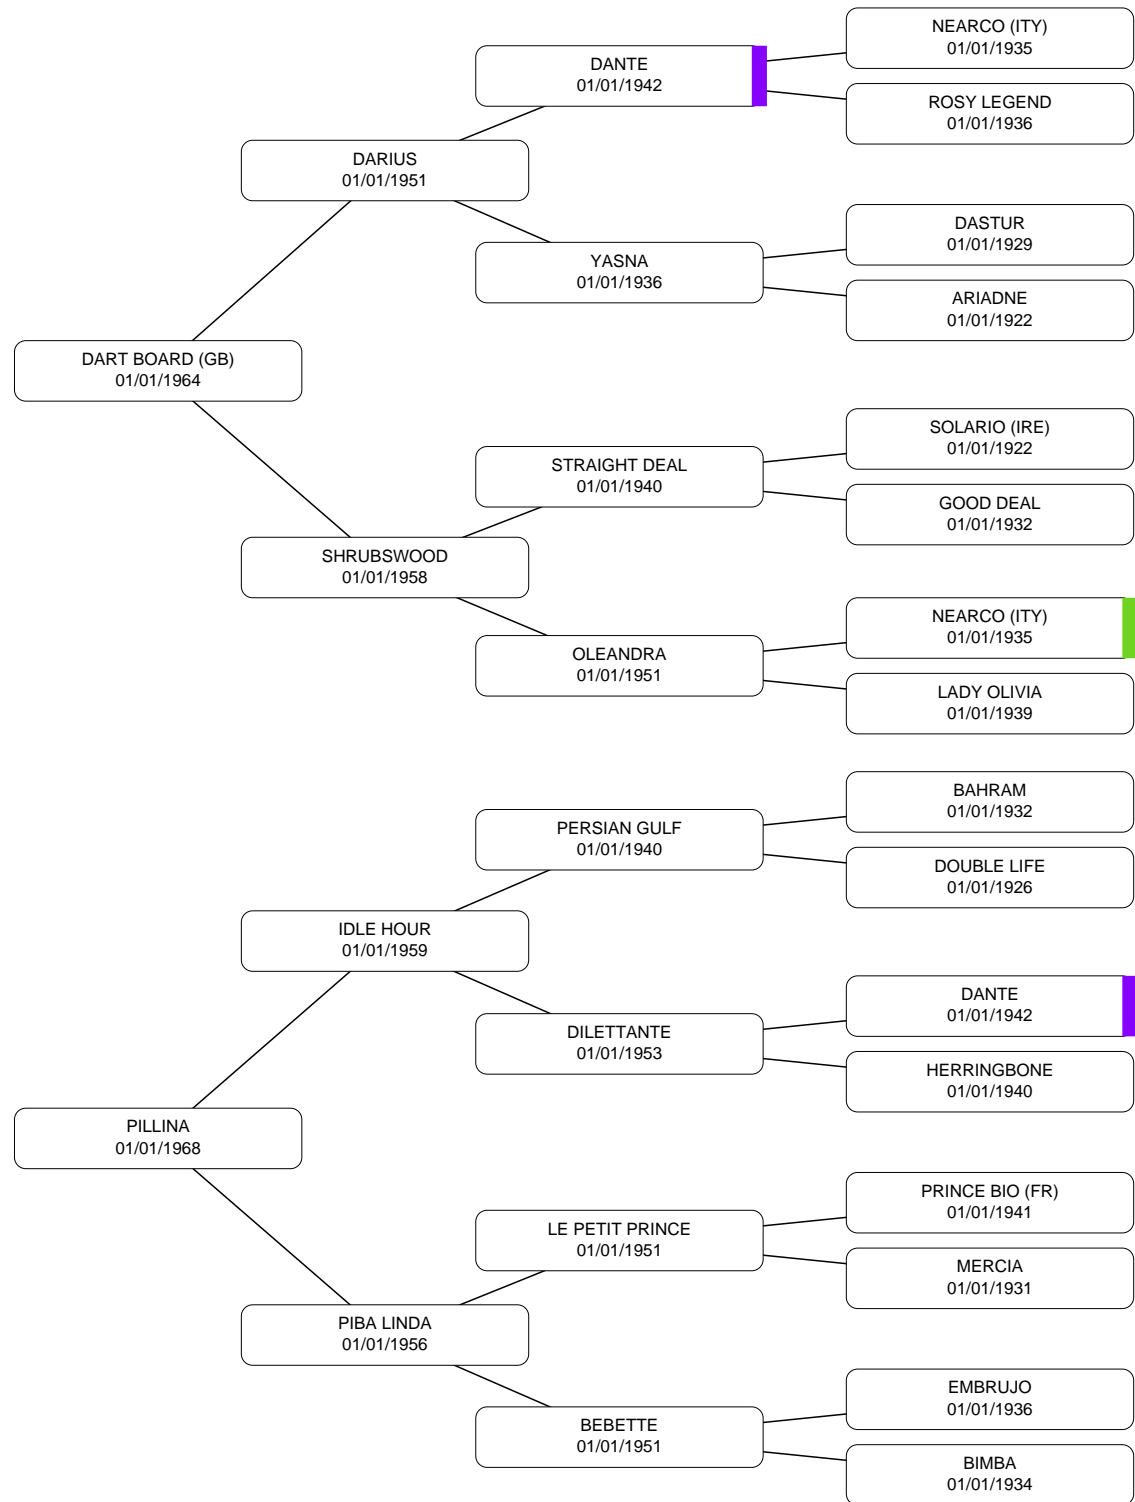 NEARCO (ITY)
01/01/1935
DANTE
01/01/1942
ROSY LEGEND
01/01/1936
DARIUS
01/01/1951
DASTUR
01/01/1929
YASNA
01/01/1936
ARIADNE
01/01/1922
DART BOARD (GB)
01/01/1964
SOLARIO (IRE)
01/01/1922
STRAIGHT DEAL
01/01/1940
GOOD DEAL
01/01/1932
SHRUBSWOOD
01/01/1958
NEARCO (ITY)
01/01/1935
OLEANDRA
01/01/1951
LADY OLIVIA
01/01/1939
BAHRAM
01/01/1932
PERSIAN GULF
01/01/1940
DOUBLE LIFE
01/01/1926
IDLE HOUR
01/01/1959
DANTE
01/01/1942
DILETTANTE
01/01/1953
HERRINGBONE
01/01/1940
PILLINA
01/01/1968
PRINCE BIO (FR)
01/01/1941
LE PETIT PRINCE
01/01/1951
MERCIA
01/01/1931
PIBA LINDA
01/01/1956
EMBRUJO
01/01/1936
BEBETTE
01/01/1951
BIMBA
01/01/1934